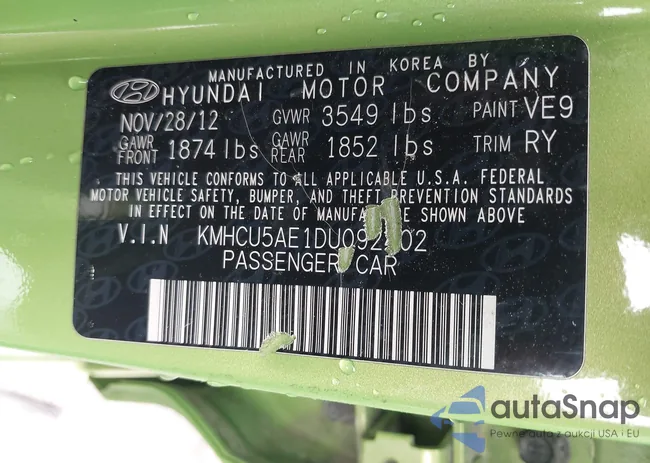 MANUFACTURED IN KOREA BY
HYUNDAI MOTOR COMPANY
NOV/28/12 GVWR 3549 lbs PAINT VE9
GAWR FRONT 1874 lbs GAWR REAR 1852 lbs TRIM RY
THIS VEHICLE CONFORMS TO ALL APPLICABLE U.S.A. FEDERAL
MOTOR VEHICLE SAFETY, BUMPER, AND THEFT PREVENTION STANDARDS
IN EFFECT ON THE DATE OF MANUFACTURE SHOWN ABOVE
V.I.N
PASSENGER CAR
autaSnap
Pewne auta z aukcji USA i EU